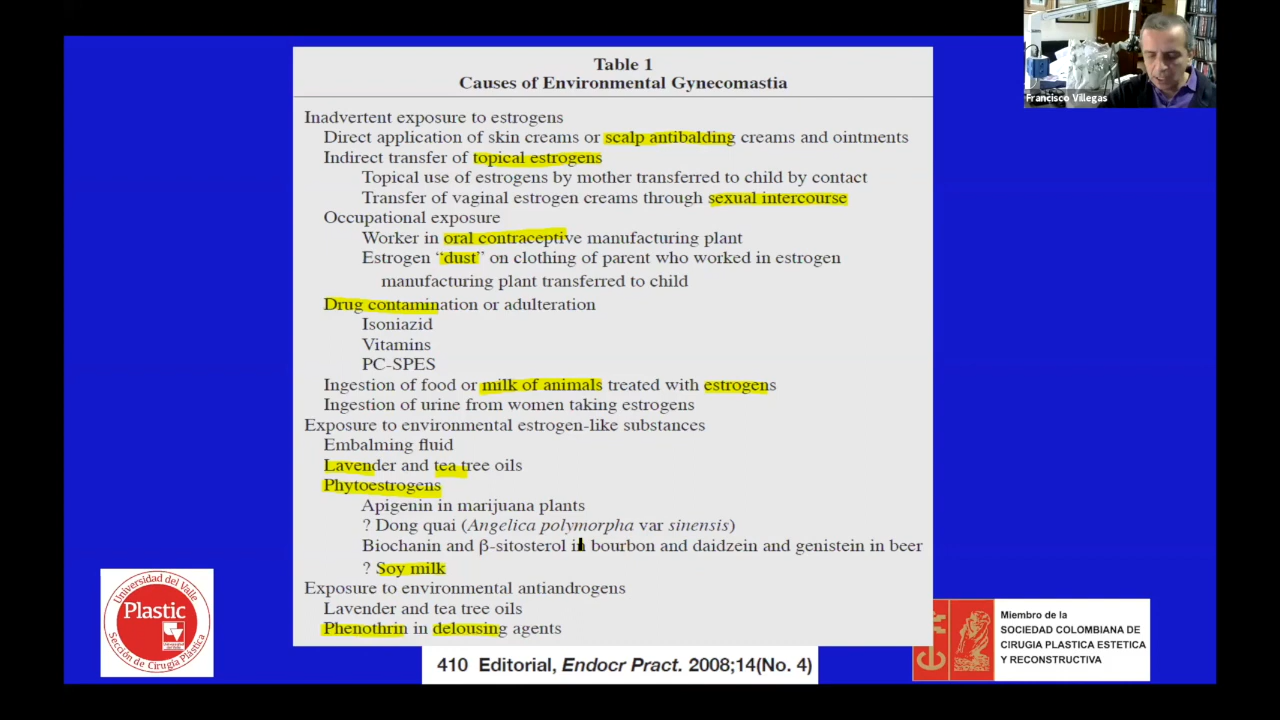 Table 1
Causes of Environmental Gynecomastia
Inadvertent exposure to estrogens
Direct application of skin creams or scalp antibalding creams and ointments
Indirect transfer of topical estrogens
Topical use of estrogens by mother transferred to child by contact
Transfer of vaginal estrogen creams through sexual intercourse
Occupational exposure
Worker in oral contraceptive manufacturing plant
Estrogen “dust” on clothing of parent who worked in estrogen
manufacturing plant transferred to child
Drug contamination or adulteration
Isoniazid
Vitamins
PC-SPES
Ingestion of food or milk of animals treated with estrogens
Ingestion of urine from women taking estrogens
Exposure to environmental estrogen-like substances
Embalming fluid
Lavender and tea tree oils
Phytoestrogens
Apigenin in marijuana plants
? Dong quai (Angelica polymorpha var sinensis)
Biochanin and β-sitosterol in bourbon and daidzein and genistein in beer
? Soy milk
Exposure to environmental antiandrogens
Lavender and tea tree oils
Phenothrin in delousing agents
410 Editorial, Endocr Pract. 2008;14(No. 4)
Francisco Villegas
Universidad del Valle
Plastic
Sección de Cirugía Plástica
Miembro de la
SOCIEDAD COLOMBIANA DE
CIRUGIA PLASTICA ESTETICA
Y RECONSTRUCTIVA